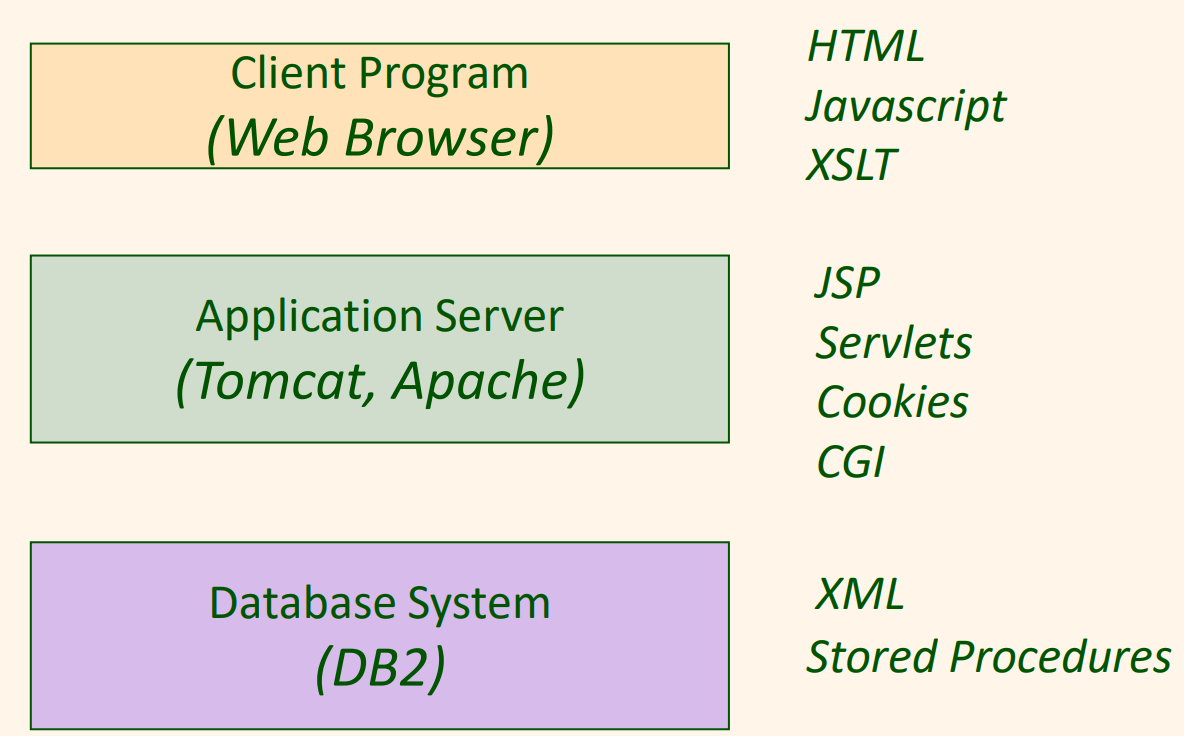 Client Program
(Web Browser)
HTML
Javascript
XSLT
Application Server
(Tomcat, Apache)
JSP
Servlets
Cookies
CGI
Database System
(DB2)
XML
Stored Procedures